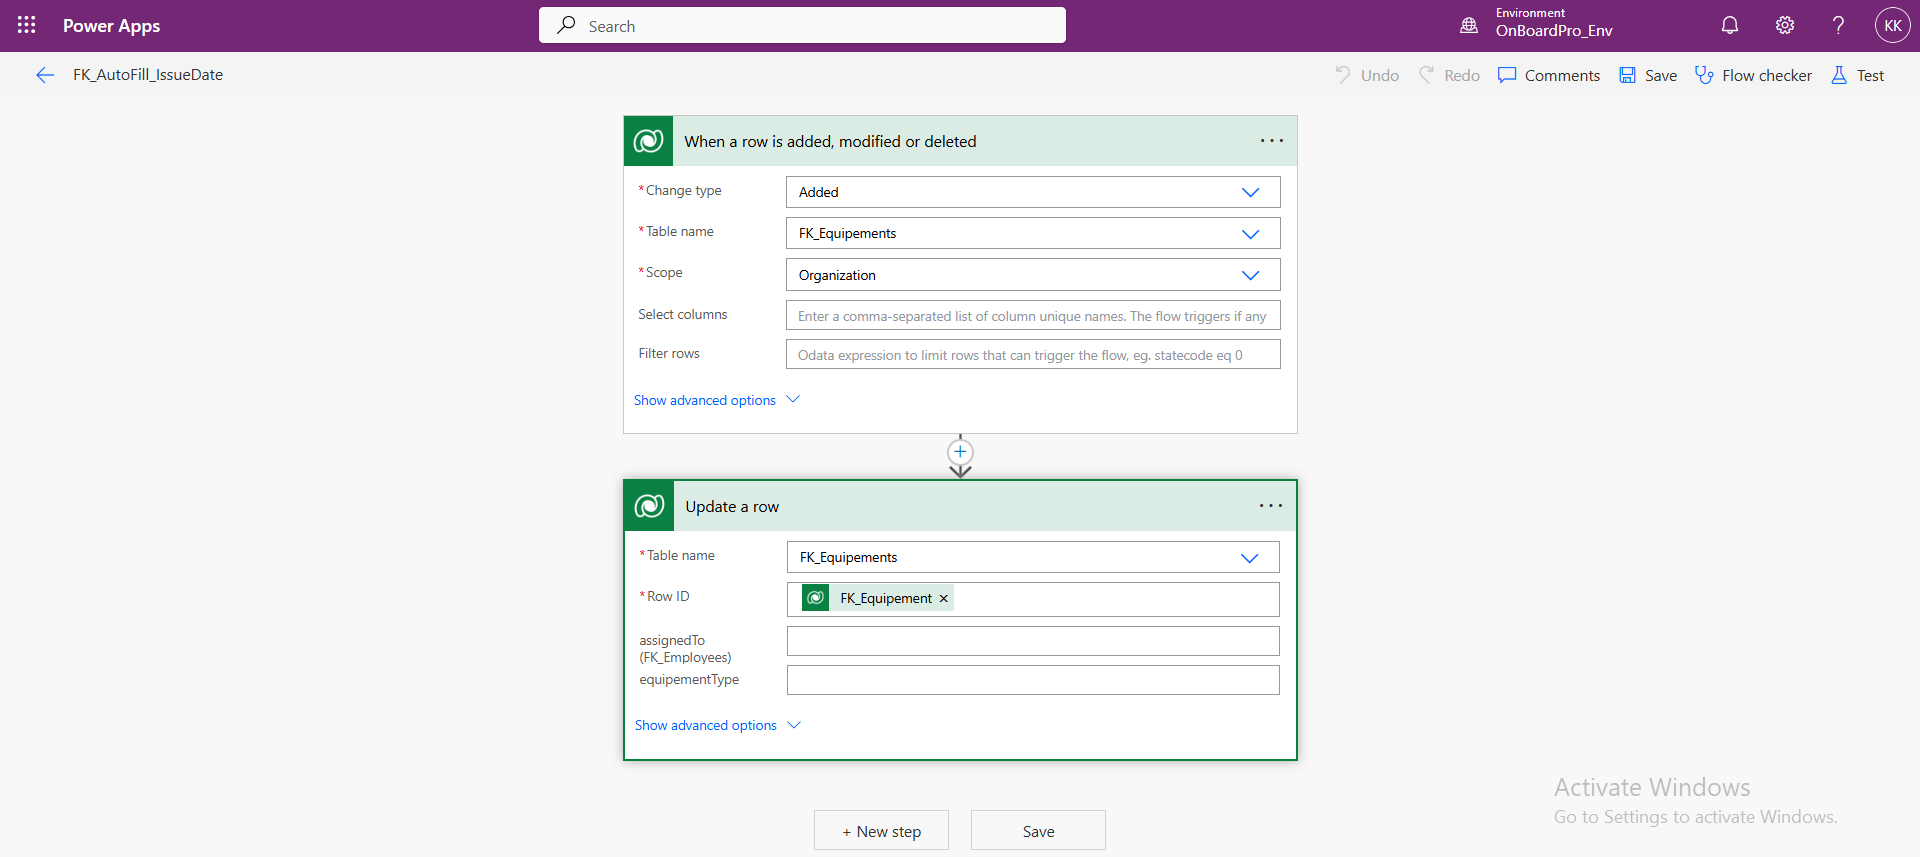 Power Apps
Search
Environment
OnBoardPro_Env
?
KK
FK_AutoFill_IssueDate
Undo
Redo
Comments
Save
Flow checker
Test
When a row is added, modified or deleted
...
*Change type
Added
*Table name
FK_Equipements
*Scope
Organization
Select columns
Enter a comma-separated list of column unique names. The flow triggers if any
Filter rows
Odata expression to limit rows that can trigger the flow, eg. statecode eq 0
Show advanced options
+
Update a row
...
*Table name
FK_Equipements
*Row ID
FK_Equipement ×
assignedTo
(FK_Employees)
equipementType
Show advanced options
+ New step
Save
Activate Windows
Go to Settings to activate Windows.